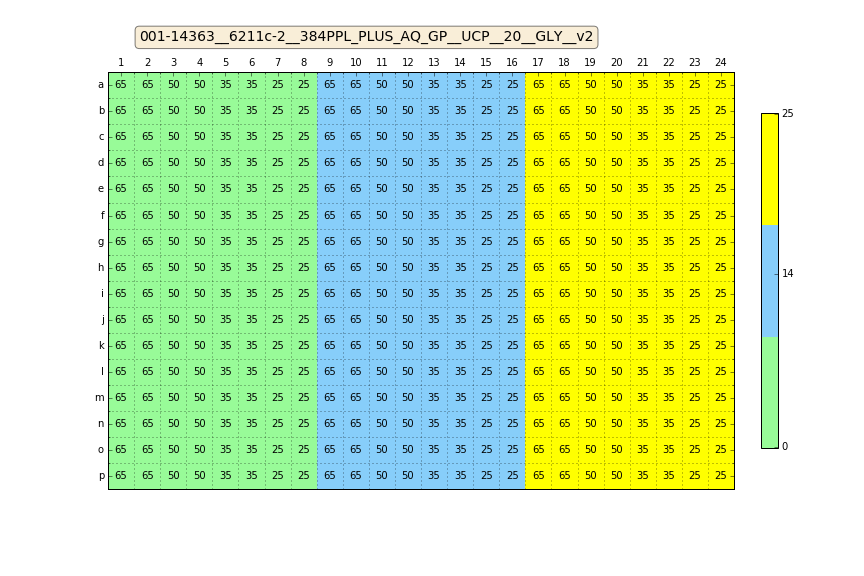 001-14363__6211c-2__384PPL_PLUS_AQ_GP__UCP__20__GLY__v2
1 2 3 4 5 6 7 8 9 10 11 12 13 14 15 16 17 18 19 20 21 22 23 24
a 65 65 50 50 35 35 25 25 65 65 50 50 35 35 25 25 65 65 50 50 35 35 25 25
b 65 65 50 50 35 35 25 25 65 65 50 50 35 35 25 25 65 65 50 50 35 35 25 25
c 65 65 50 50 35 35 25 25 65 65 50 50 35 35 25 25 65 65 50 50 35 35 25 25
d 65 65 50 50 35 35 25 25 65 65 50 50 35 35 25 25 65 65 50 50 35 35 25 25
e 65 65 50 50 35 35 25 25 65 65 50 50 35 35 25 25 65 65 50 50 35 35 25 25
f 65 65 50 50 35 35 25 25 65 65 50 50 35 35 25 25 65 65 50 50 35 35 25 25
g 65 65 50 50 35 35 25 25 65 65 50 50 35 35 25 25 65 65 50 50 35 35 25 25
h 65 65 50 50 35 35 25 25 65 65 50 50 35 35 25 25 65 65 50 50 35 35 25 25
i 65 65 50 50 35 35 25 25 65 65 50 50 35 35 25 25 65 65 50 50 35 35 25 25
j 65 65 50 50 35 35 25 25 65 65 50 50 35 35 25 25 65 65 50 50 35 35 25 25
k 65 65 50 50 35 35 25 25 65 65 50 50 35 35 25 25 65 65 50 50 35 35 25 25
l 65 65 50 50 35 35 25 25 65 65 50 50 35 35 25 25 65 65 50 50 35 35 25 25
m 65 65 50 50 35 35 25 25 65 65 50 50 35 35 25 25 65 65 50 50 35 35 25 25
n 65 65 50 50 35 35 25 25 65 65 50 50 35 35 25 25 65 65 50 50 35 35 25 25
o 65 65 50 50 35 35 25 25 65 65 50 50 35 35 25 25 65 65 50 50 35 35 25 25
p 65 65 50 50 35 35 25 25 65 65 50 50 35 35 25 25 65 65 50 50 35 35 25 25
25
14
0